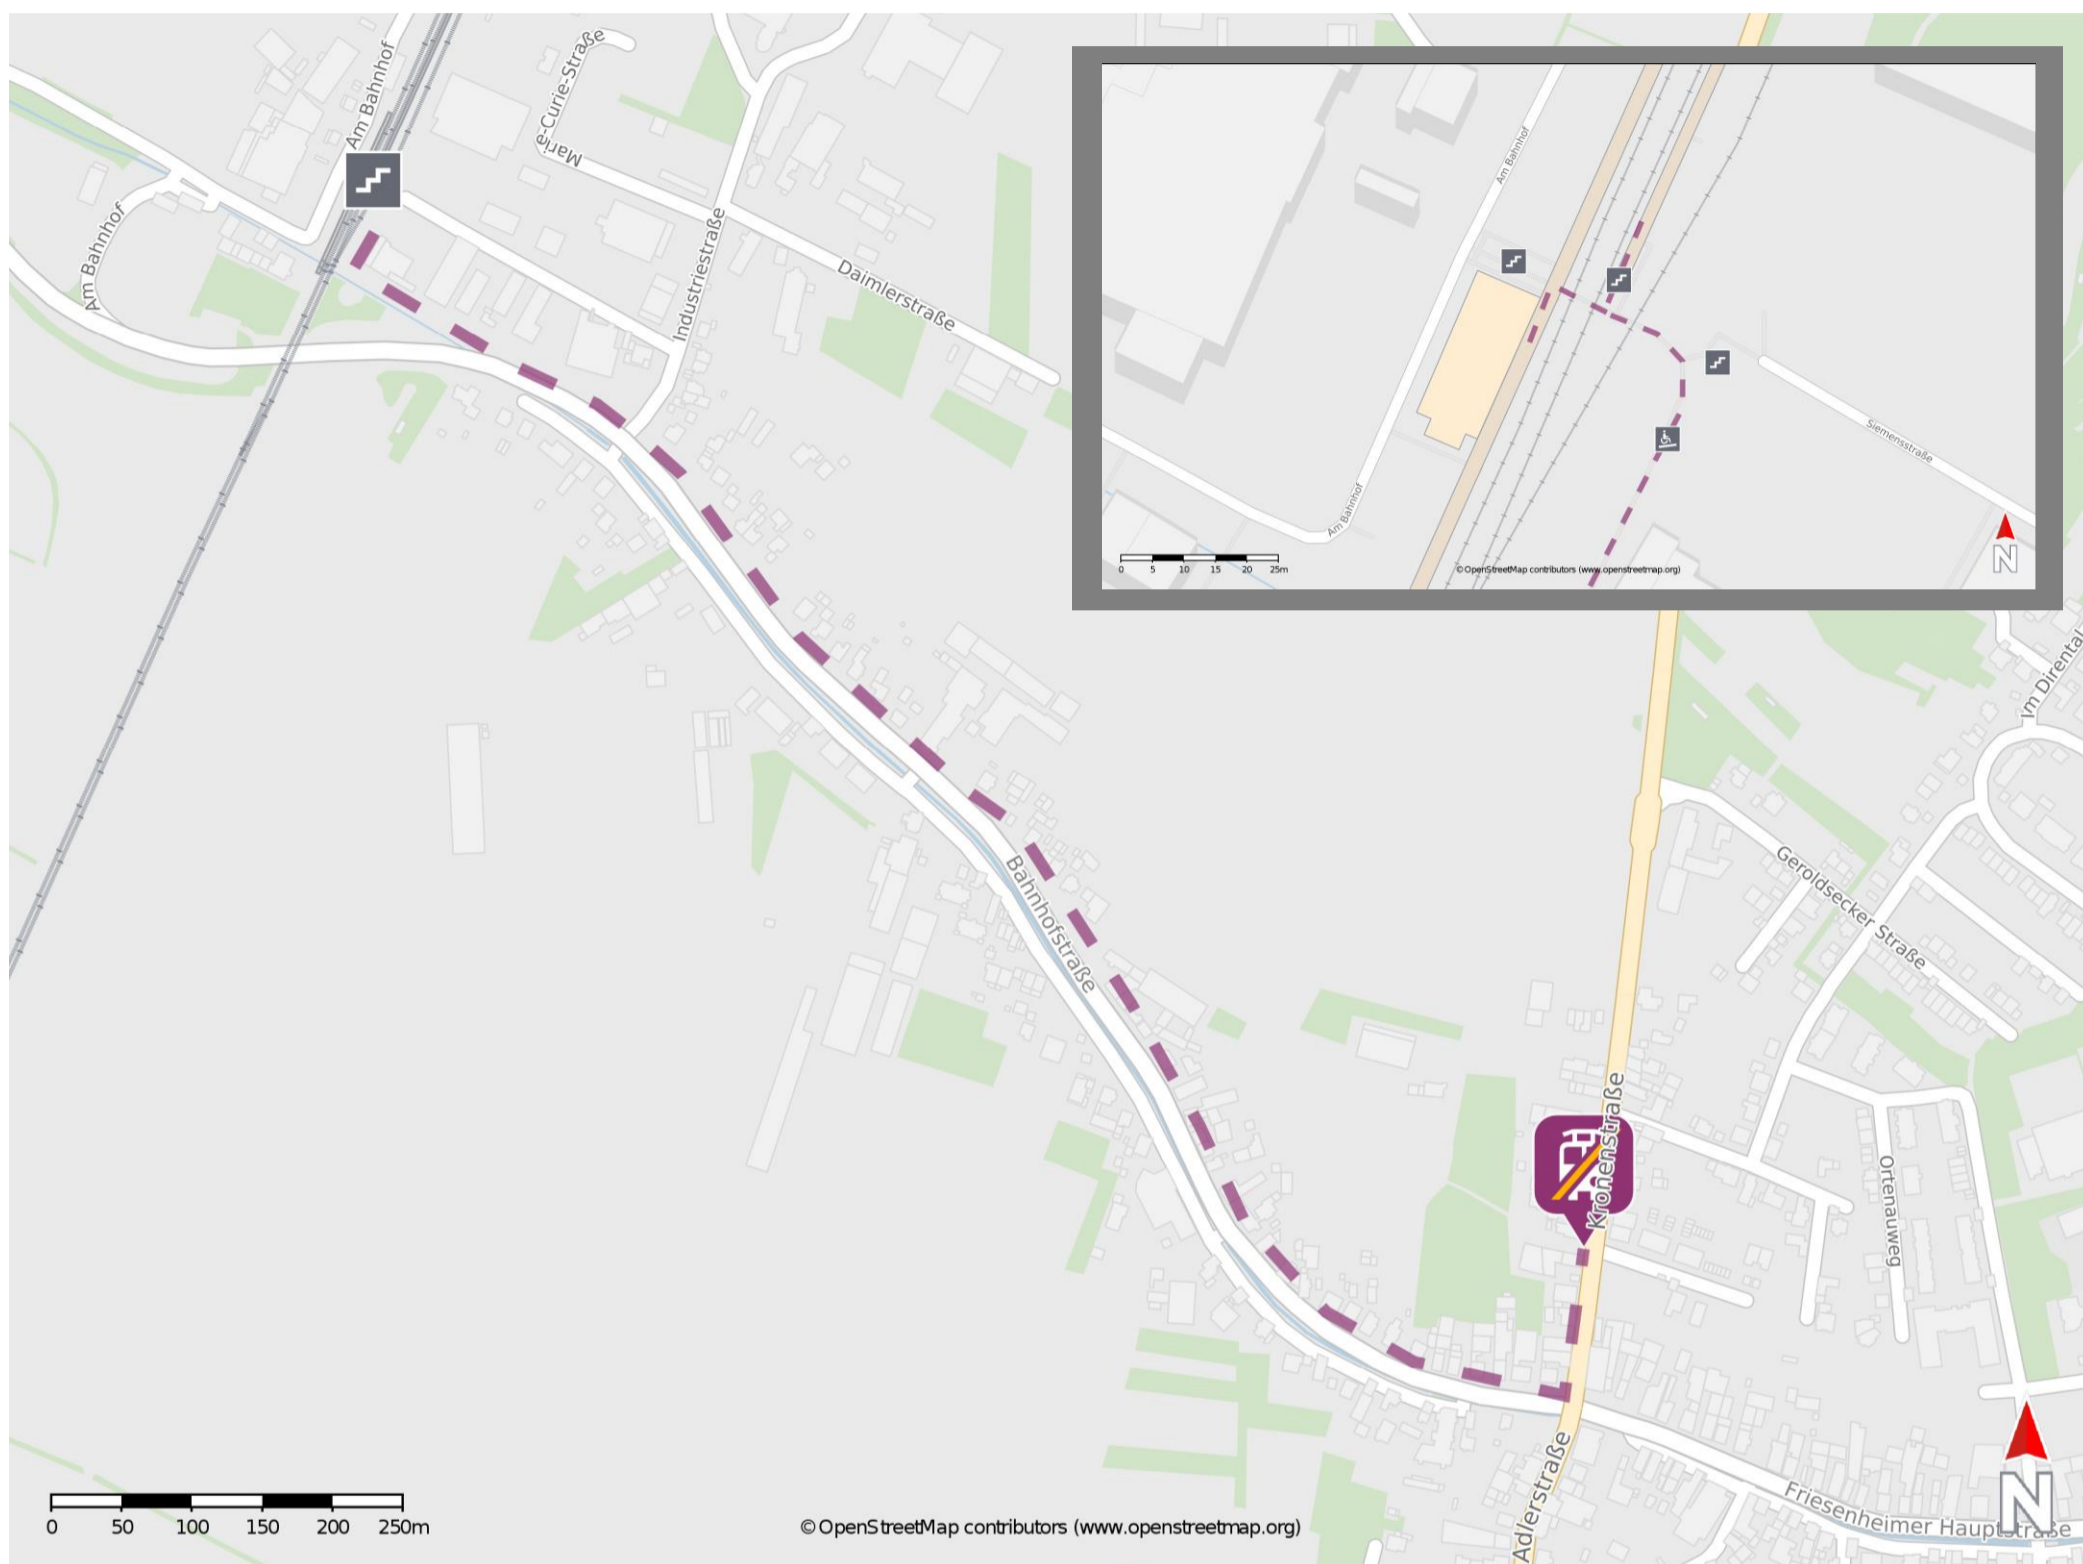 Am Bahnhof
Marie-Curie-Straße
Am Bahnhof
Industriestraße
Daimlerstraße
Am Bahnhof
Am Bahnhof
Siemensstraße
0 5 10 15 20 25m
©OpenStreetMap contributors (www.openstreetmap.org)
N
Im Dirental
Bahnhofstraße
Geroldsecker Straße
Kronenstraße
Ortenauweg
Adlerstraße
Friesenheimer Hauptstraße
N
0 50 100 150 200 250m
© OpenStreetMap contributors (www.openstreetmap.org)